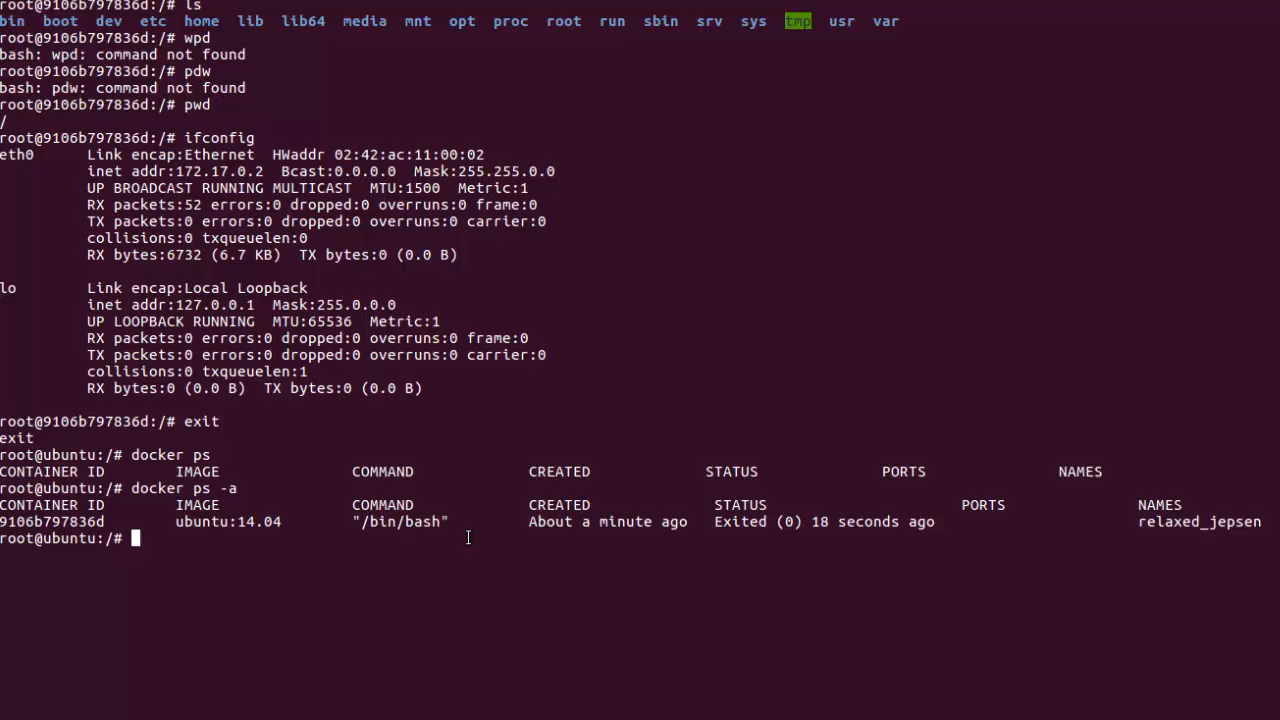 root@9106b797836d:/# ls
bin boot dev etc home lib lib64 media mnt opt proc root run sbin srv sys tmp usr var
root@9106b797836d:/# wpd
bash: wpd: command not found
root@9106b797836d:/# pdw
bash: pdw: command not found
root@9106b797836d:/# pwd
/
root@9106b797836d:/# ifconfig
eth0 Link encap:Ethernet HWaddr 02:42:ac:11:00:02
inet addr:172.17.0.2 Bcast:0.0.0.0 Mask:255.255.0.0
UP BROADCAST RUNNING MULTICAST MTU:1500 Metric:1
RX packets:52 errors:0 dropped:0 overruns:0 frame:0
TX packets:0 errors:0 dropped:0 overruns:0 carrier:0
collisions:0 txqueuelen:0
RX bytes:6732 (6.7 KB) TX bytes:0 (0.0 B)
lo Link encap:Local Loopback
inet addr:127.0.0.1 Mask:255.0.0.0
UP LOOPBACK RUNNING MTU:65536 Metric:1
RX packets:0 errors:0 dropped:0 overruns:0 frame:0
TX packets:0 errors:0 dropped:0 overruns:0 carrier:0
collisions:0 txqueuelen:1
RX bytes:0 (0.0 B) TX bytes:0 (0.0 B)
root@9106b797836d:/# exit
exit
root@ubuntu:/# docker ps
CONTAINER ID IMAGE COMMAND CREATED STATUS PORTS NAMES
root@ubuntu:/# docker ps -a
CONTAINER ID IMAGE COMMAND CREATED STATUS PORTS NAMES
9106b797836d ubuntu:14.04 "/bin/bash" About a minute ago Exited (0) 18 seconds ago relaxed_jepsen
root@ubuntu:/#